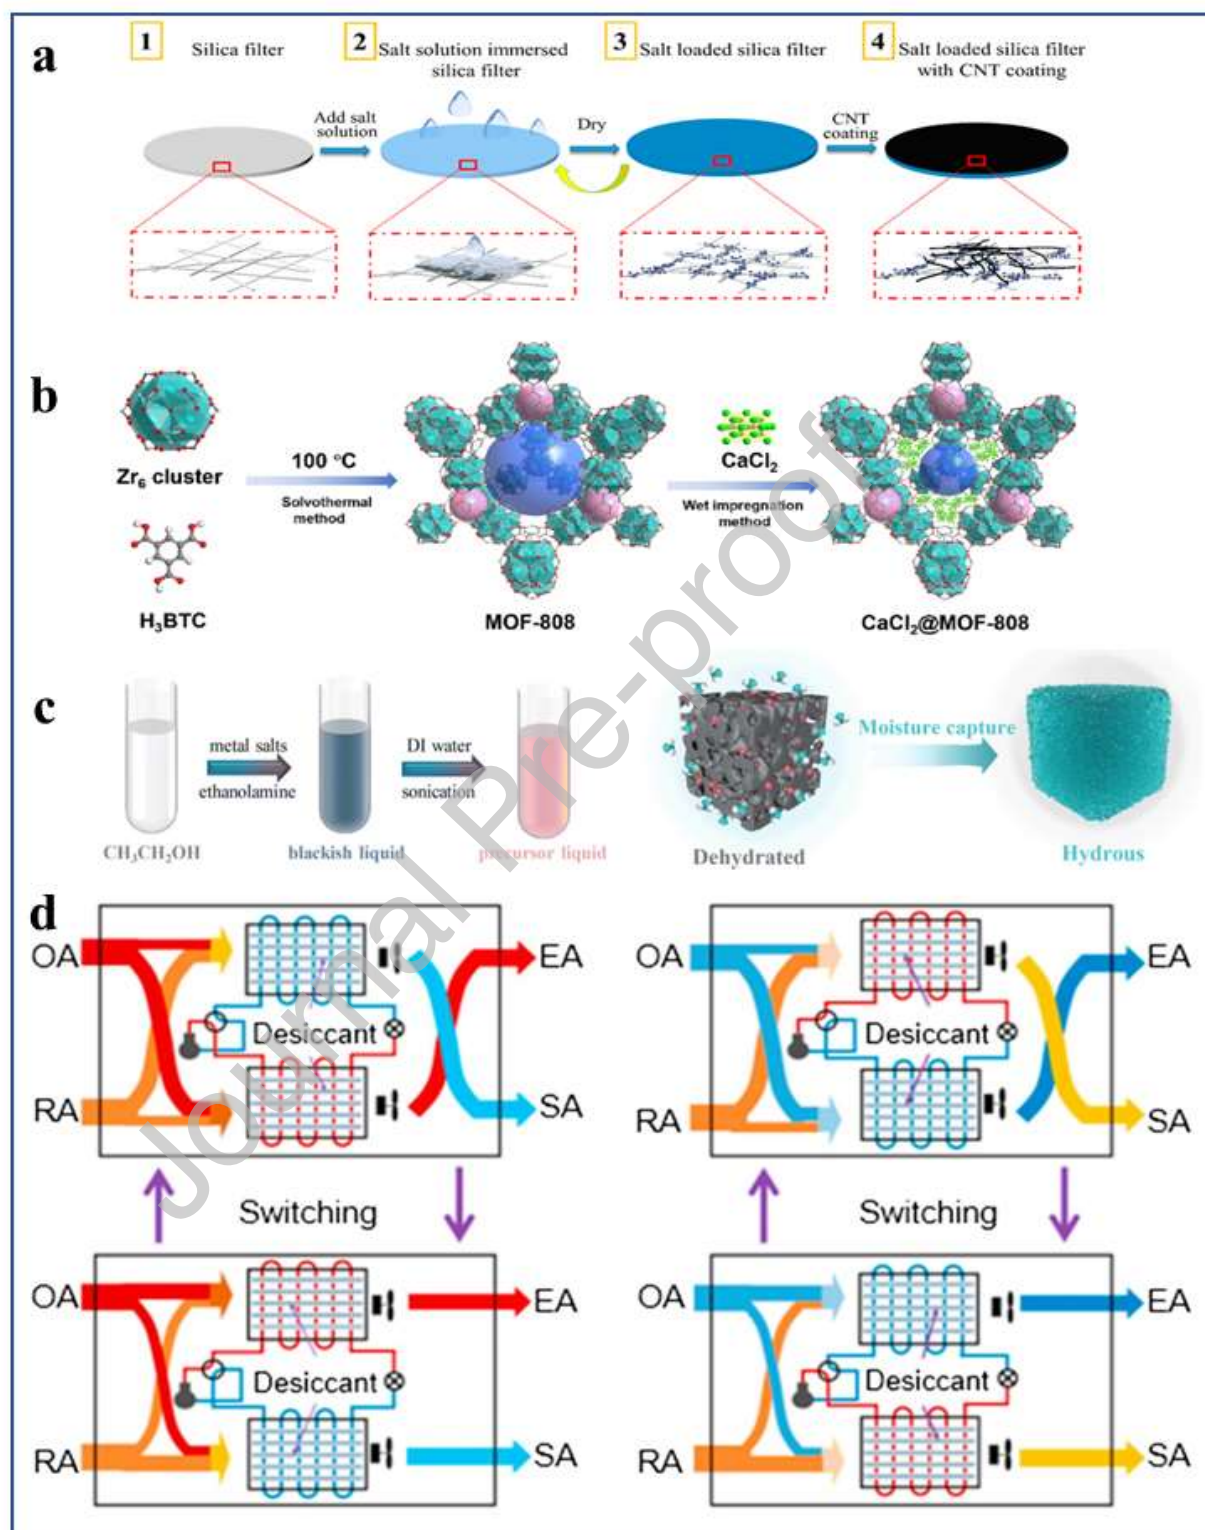 a
1
Silica filter
2
Salt solution immersed
silica filter
3
Salt loaded silica filter
4
Salt loaded silica filter
with CNT coating
Add salt
solution
Dry
CNT
coating
b
Zr₆ cluster
H₃BTC
100 °C
Solvothermal
method
MOF-808
CaCl₂
Wet impregnation
method
CaCl₂@MOF-808
c
metal salts
ethanolamine
DI water
sonication
CH₃CH₂OH
blackish liquid
precursor liquid
Moisture capture
Dehydrated
Hydrous
d
OA
EA
Desiccant
RA
SA
OA
EA
Desiccant
RA
SA
Switching
Switching
OA
EA
Desiccant
RA
SA
OA
EA
Desiccant
RA
SA
Journal Pre-proof